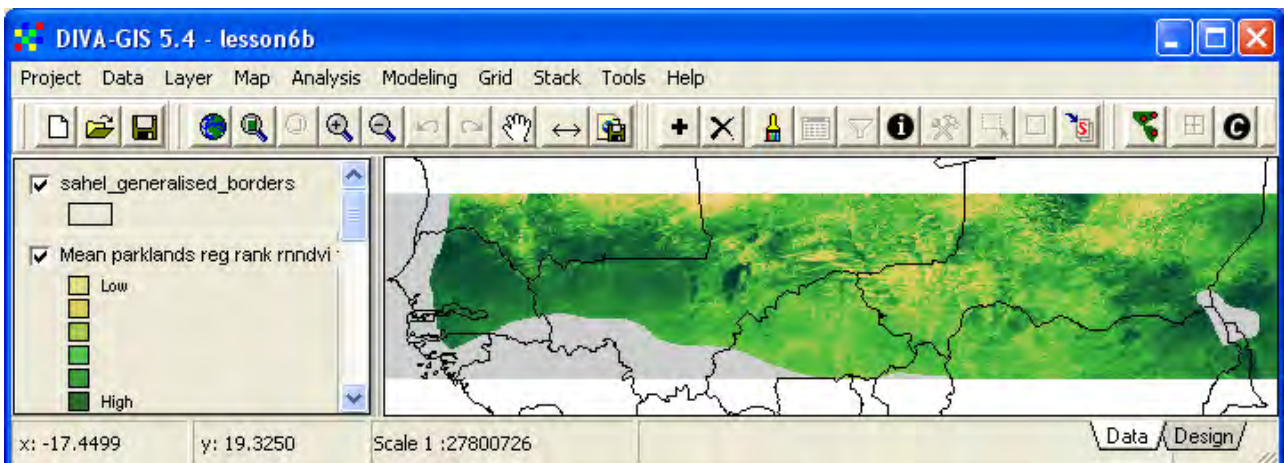 DIVA-GIS 5.4 - lesson6b
Project Data Layer Map Analysis Modeling Grid Stack Tools Help
sahel_generalised_borders
Mean parklands reg rank rnndvi
Low
High
x: -17.4499 y: 19.3250 Scale 1 :27800726 Data Design